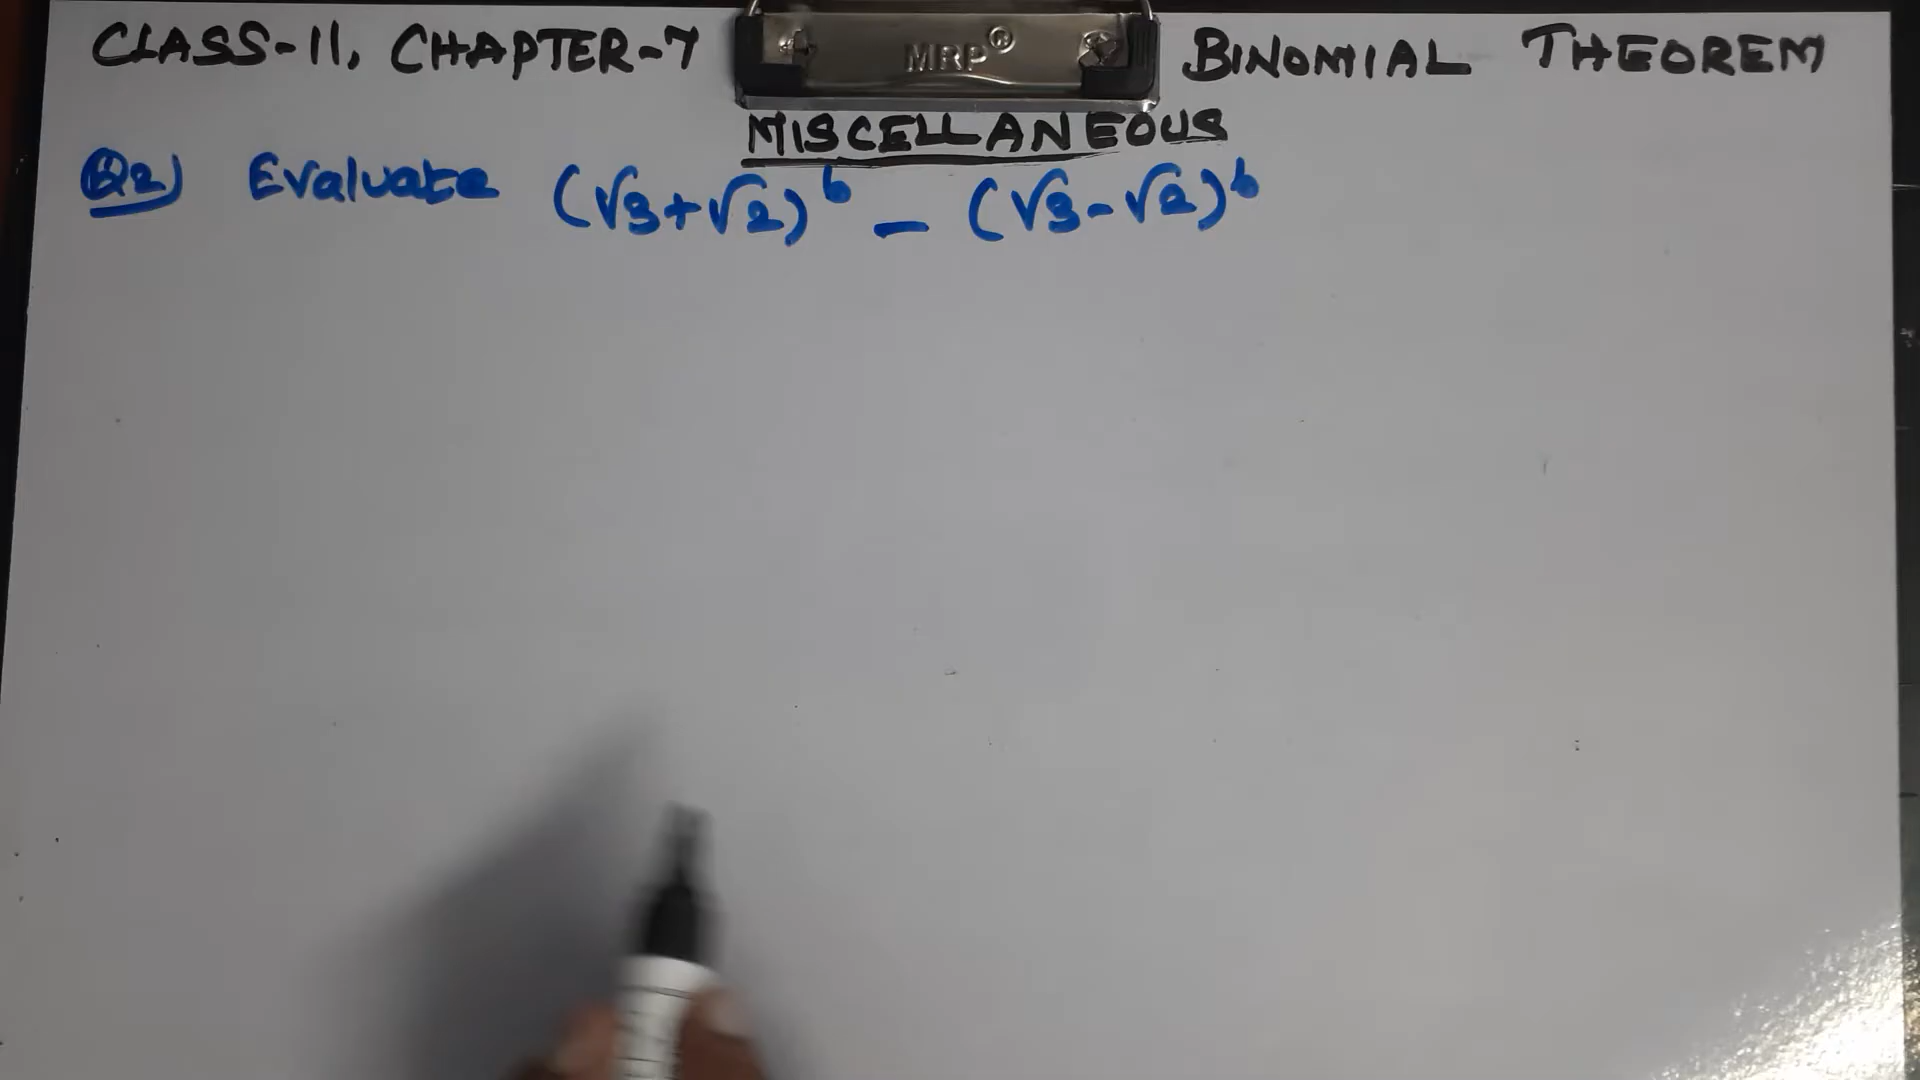 CLASS-11, CHAPTER-7 MRP® BINOMIAL THEOREM
MISCELLANEOUS
Q2) Evaluate (√3+√2)⁶ - (√3-√2)⁶